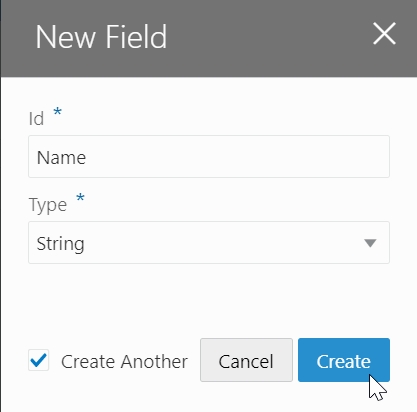 New Field
Id *
Name
Type *
String
Create Another Cancel Create